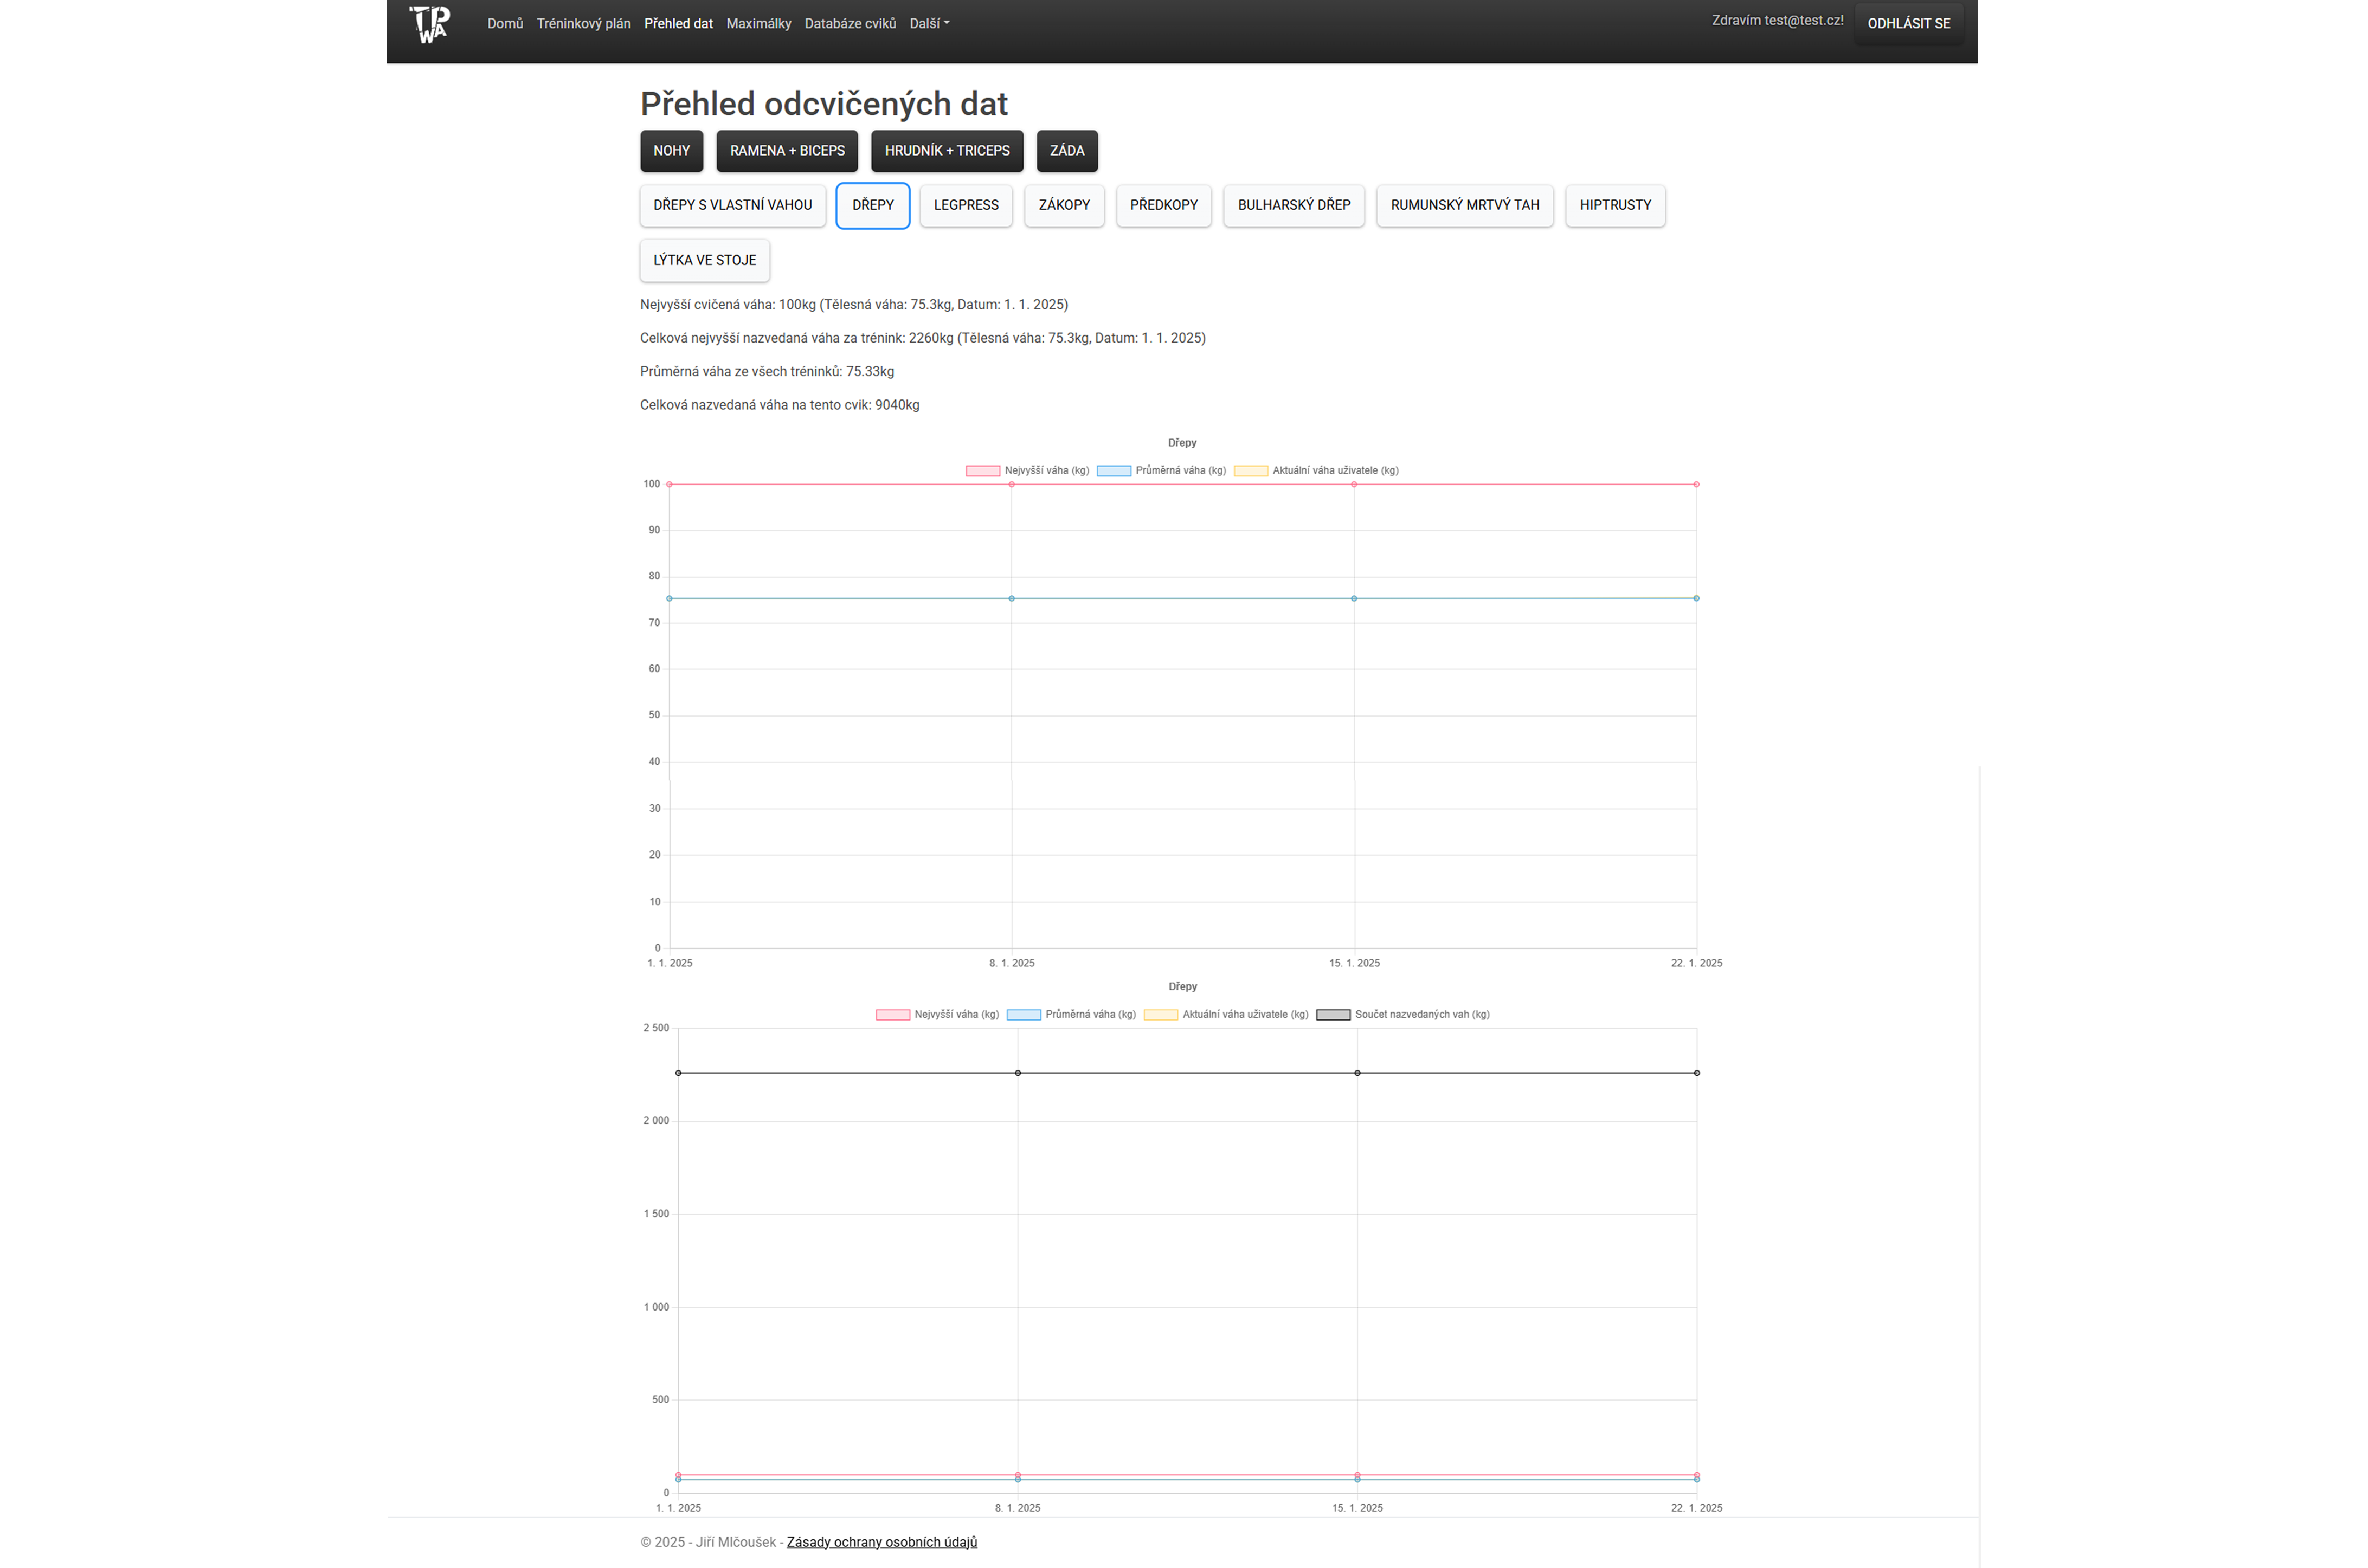 TPWA
Domů Tréninkový plán Přehled dat Maximálky Databáze cviků Další Zdravím test@test.cz! ODHLÁSIT SE
Přehled odcvičených dat
NOHY RAMENA + BICEPS HRUDNÍK + TRICEPS ZÁDA
DŘEPY S VLASTNÍ VAHOU DŘEPY LEGPRESS ZÁKOPY PŘEDKOPY BULHARSKÝ DŘEP RUMUNSKÝ MRTVÝ TAH HIPTRUSTY
LÝTKA VE STOJE
Nejvyšší cvičená váha: 100kg (Tělesná váha: 75.3kg, Datum: 1. 1. 2025)
Celková nejvyšší nazvedaná váha za trénink: 2260kg (Tělesná váha: 75.3kg, Datum: 1. 1. 2025)
Průměrná váha ze všech tréninků: 75.33kg
Celková nazvedaná váha na tento cvik: 9040kg
Dřepy
Nejvyšší váha (kg) Průměrná váha (kg) Aktuální váha uživatele (kg)
100
90
80
70
60
50
40
30
20
10
0
1. 1. 2025 8. 1. 2025 15. 1. 2025 22. 1. 2025
Dřepy
Nejvyšší váha (kg) Průměrná váha (kg) Aktuální váha uživatele (kg) Součet nazvedaných vah (kg)
2 500
2 000
1 500
1 000
500
0
1. 1. 2025 8. 1. 2025 15. 1. 2025 22. 1. 2025
© 2025 - Jiří Mlčoušek - Zásady ochrany osobních údajů